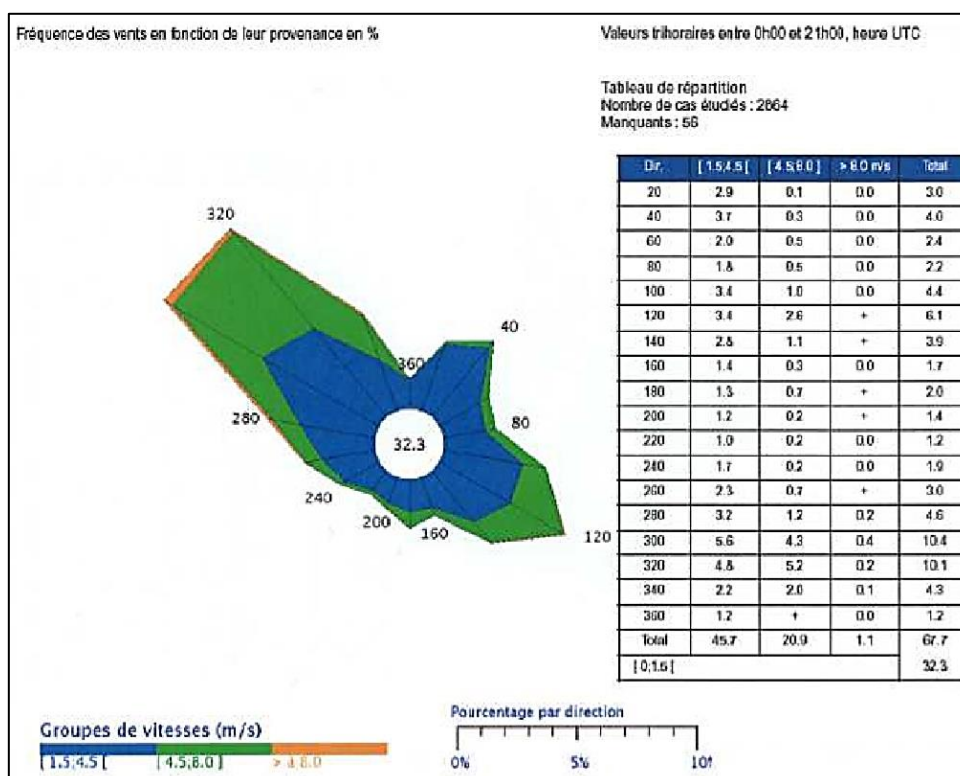 Fréquence des vents en fonction de leur provenance en %
Valeurs trihoraires entre 0h00 et 21h00, heure UTC
Tableau de répartition
Nombre de cas étudiés : 2864
Manquants : 56
320
40
360
80
280
32.3
240
200
160
120
Dir. [ 1.5;4.5 [ [ 4.5;8.0 ] > 8.0 m/s Total
20 2.9 0.1 0.0 3.0
40 3.7 0.3 0.0 4.0
60 2.0 0.5 0.0 2.4
80 1.8 0.5 0.0 2.2
100 3.4 1.0 0.0 4.4
120 3.4 2.6 + 6.1
140 2.8 1.1 + 3.9
160 1.4 0.3 0.0 1.7
180 1.3 0.7 + 2.0
200 1.2 0.2 + 1.4
220 1.0 0.2 0.0 1.2
240 1.7 0.2 0.0 1.9
260 2.3 0.7 + 3.0
280 3.2 1.2 0.2 4.6
300 5.6 4.3 0.4 10.4
320 4.8 5.2 0.2 10.1
340 2.2 2.0 0.1 4.3
360 1.2 + 0.0 1.2
Total 45.7 20.9 1.1 67.7
[ 0;1.5 [ 32.3
Groupes de vitesses (m/s)
[ 1.5;4.5 [ [ 4.5;8.0 ] > à 8.0
Pourcentage par direction
0% 5% 10%